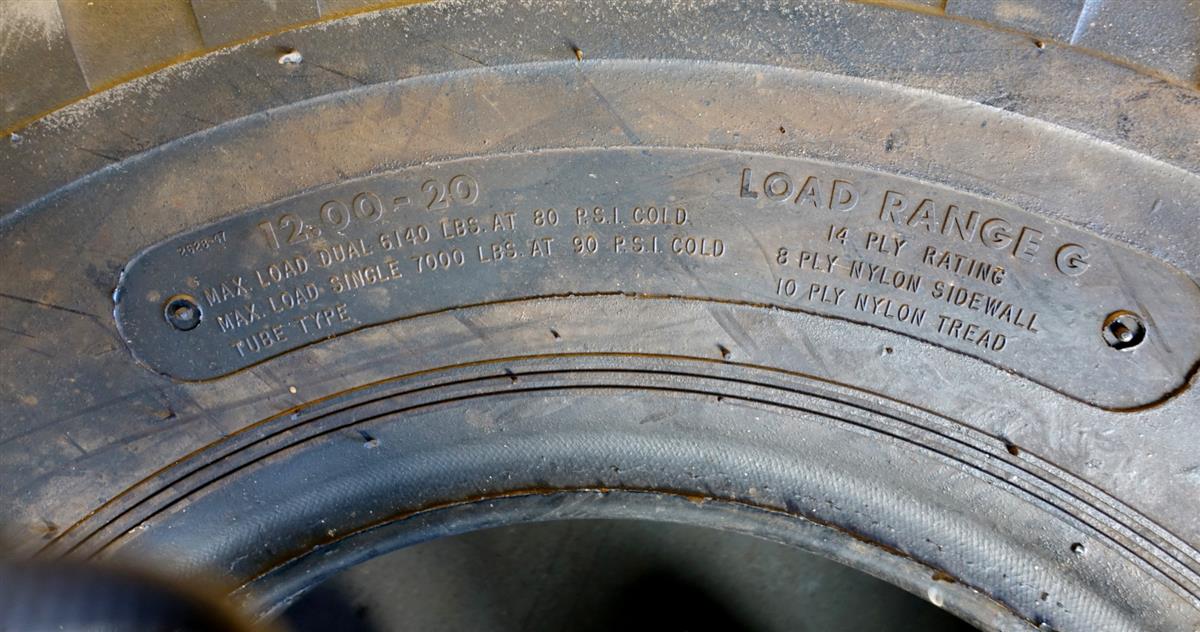 12.00-20
MAX. LOAD DUAL 6140 LBS. AT 80 P.S.I. COLD.
MAX. LOAD SINGLE 7000 LBS. AT 90 P.S.I. COLD
TUBE TYPE
LOAD RANGE G
14 PLY RATING
8 PLY NYLON SIDEWALL
10 PLY NYLON TREAD